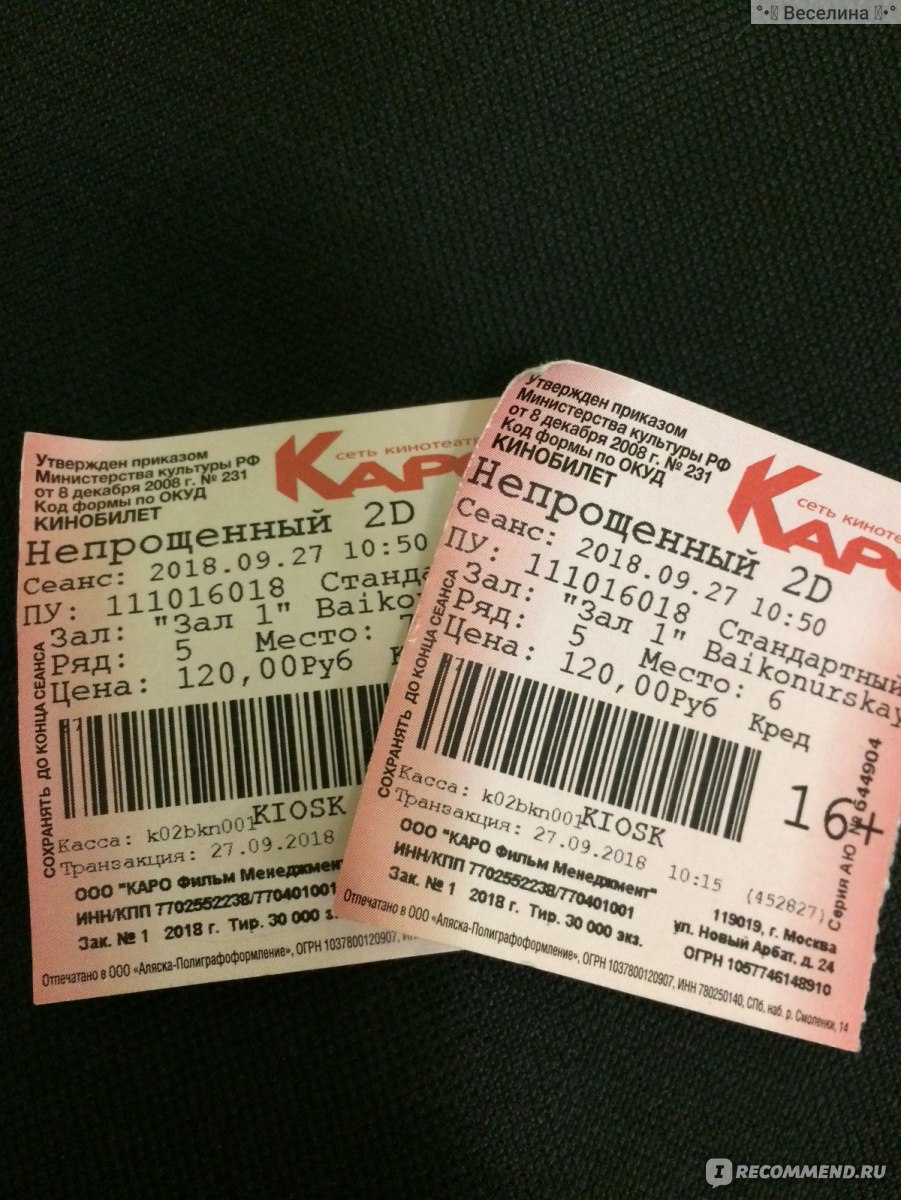 Веселина
Утвержден приказом
Министерства культуры РФ
от 8 декабря 2008 г. № 231
Код формы по ОКУД
КИНОБИЛЕТ
сеть кинотеат
КАРО
Непрощенный 2D
Сеанс: 2018.09.27 10:50
ПУ: 111016018 Станда
Зал: "Зал 1" Baiko
Ряд: 5 Место:
Цена: 120,00Руб
СОХРАНЯТЬ ДО КОНЦА СЕАНСА
Касса: k02bkn001 KIOSK
Транзакция: 27.09.2018
ООО "КАРО Фильм Менеджмент"
ИНН/КПП 7702552238/770401001
Зак. № 1 2018 г. Тир. 30 000 э
Отпечатано в ООО «Аляска-Полиграфоформление», ОГРН 1037800120907,
Утвержден приказом
Министерства культуры РФ
от 8 декабря 2008 г. № 231
Код формы по ОКУД
КИНОБИЛЕТ
сеть киноте
КАРО
Непрощенный 2D
Сеанс: 2018.09.27 10:50
ПУ: 111016018 Стандартный
Зал: "Зал 1" Baikonurskay
Ряд: 5 Место: 6
Цена: 120,00Руб Кред
СОХРАНЯТЬ ДО КОНЦА СЕАНСА
16+
Серия АЮ № 644904
Касса: k02bkn001 KIOSK
Транзакция: 27.09.2018 10:15 (452827)
ООО "КАРО Фильм Менеджмент"
ИНН/КПП 7702552238/770401001
Зак. № 1 2018 г. Тир. 30 000 экз.
119019, г. Москва
ул. Новый Арбат, д. 24
ОГРН 1057746148910
Отпечатано в ООО «Аляска-Полиграфоформление», ОГРН 1037800120907, ИНН 780250140, СПб, наб. р. Смоленки, 14
IRECOMMEND.RU